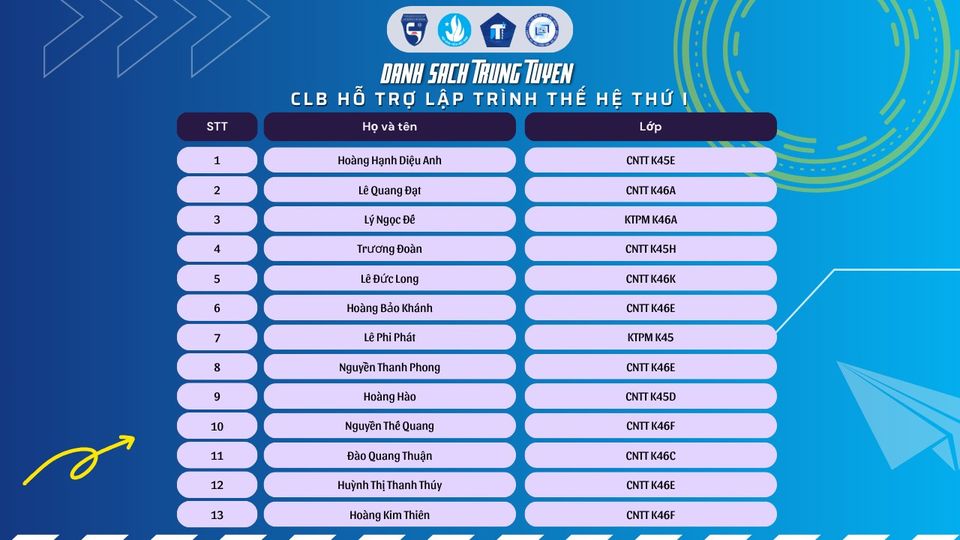 DANH SACH TRUNG TUYEN
CLB HỖ TRỢ LẬP TRÌNH THẾ HỆ THỨ I
STT Họ và tên Lớp
1 Hoàng Hạnh Diệu Anh CNTT K45E
2 Lê Quang Đạt CNTT K46A
3 Lý Ngọc Đề KTPM K46A
4 Trương Đoàn CNTT K45H
5 Lê Đức Long CNTT K46K
6 Hoàng Bảo Khánh CNTT K46E
7 Lê Phi Phát KTPM K45
8 Nguyễn Thanh Phong CNTT K46E
9 Hoàng Hào CNTT K45D
10 Nguyễn Thế Quang CNTT K46F
11 Đào Quang Thuận CNTT K46C
12 Huỳnh Thị Thanh Thúy CNTT K46E
13 Hoàng Kim Thiên CNTT K46F